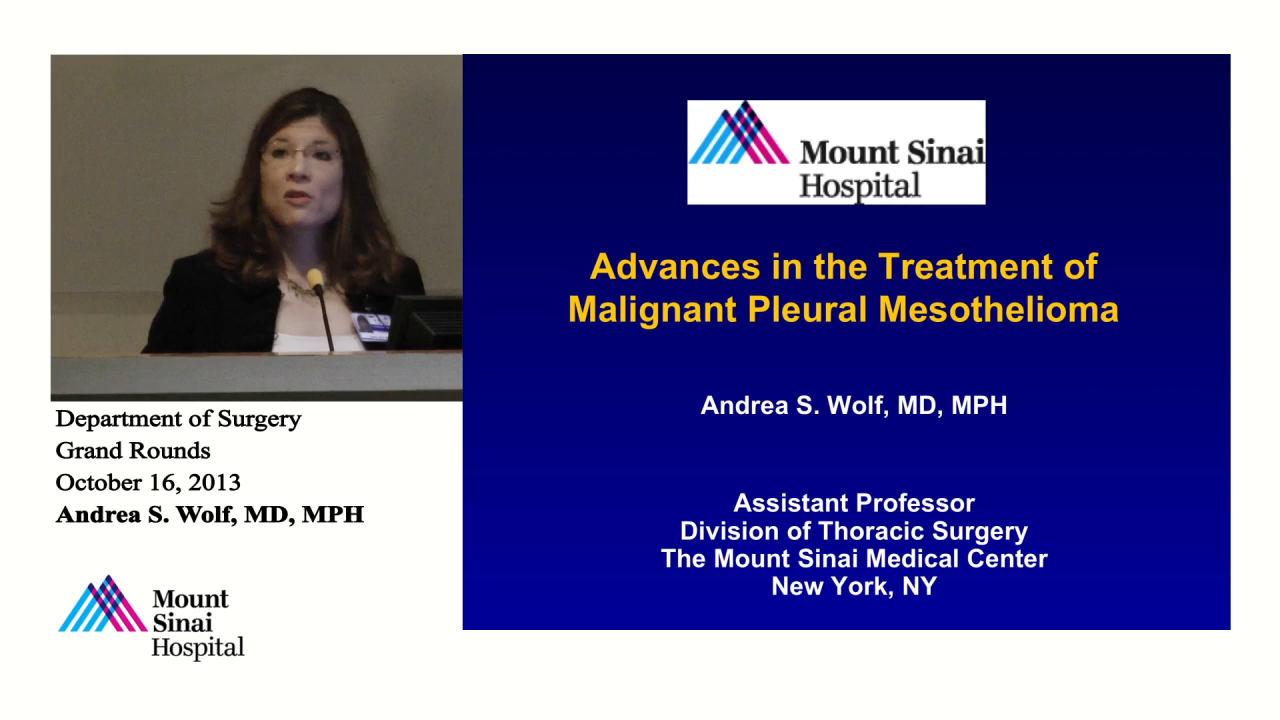 Department of Surgery
Grand Rounds
October 16, 2013
Andrea S. Wolf, MD, MPH
Mount
Sinai
Hospital
Mount Sinai
Hospital
Advances in the Treatment of
Malignant Pleural Mesothelioma
Andrea S. Wolf, MD, MPH
Assistant Professor
Division of Thoracic Surgery
The Mount Sinai Medical Center
New York, NY